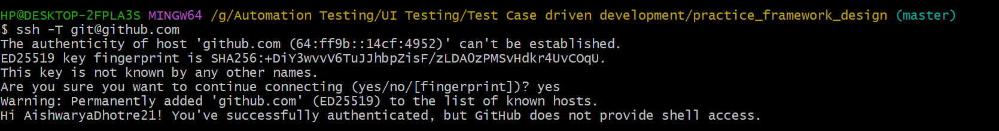 HP@DESKTOP-2FPLA3S MINGW64 /g/Automation Testing/UI Testing/Test Case driven development/practice_framework_design (master)
$ ssh -T git@github.com
The authenticity of host 'github.com (64:ff9b::14cf:4952)' can't be established.
ED25519 key fingerprint is SHA256:+DiY3wvvV6TuJJhbpZisF/zLDA0zPMSvHdkr4UvCOqU.
This key is not known by any other names.
Are you sure you want to continue connecting (yes/no/[fingerprint])? yes
Warning: Permanently added 'github.com' (ED25519) to the list of known hosts.
Hi AishwaryaDhotre21! You've successfully authenticated, but GitHub does not provide shell access.